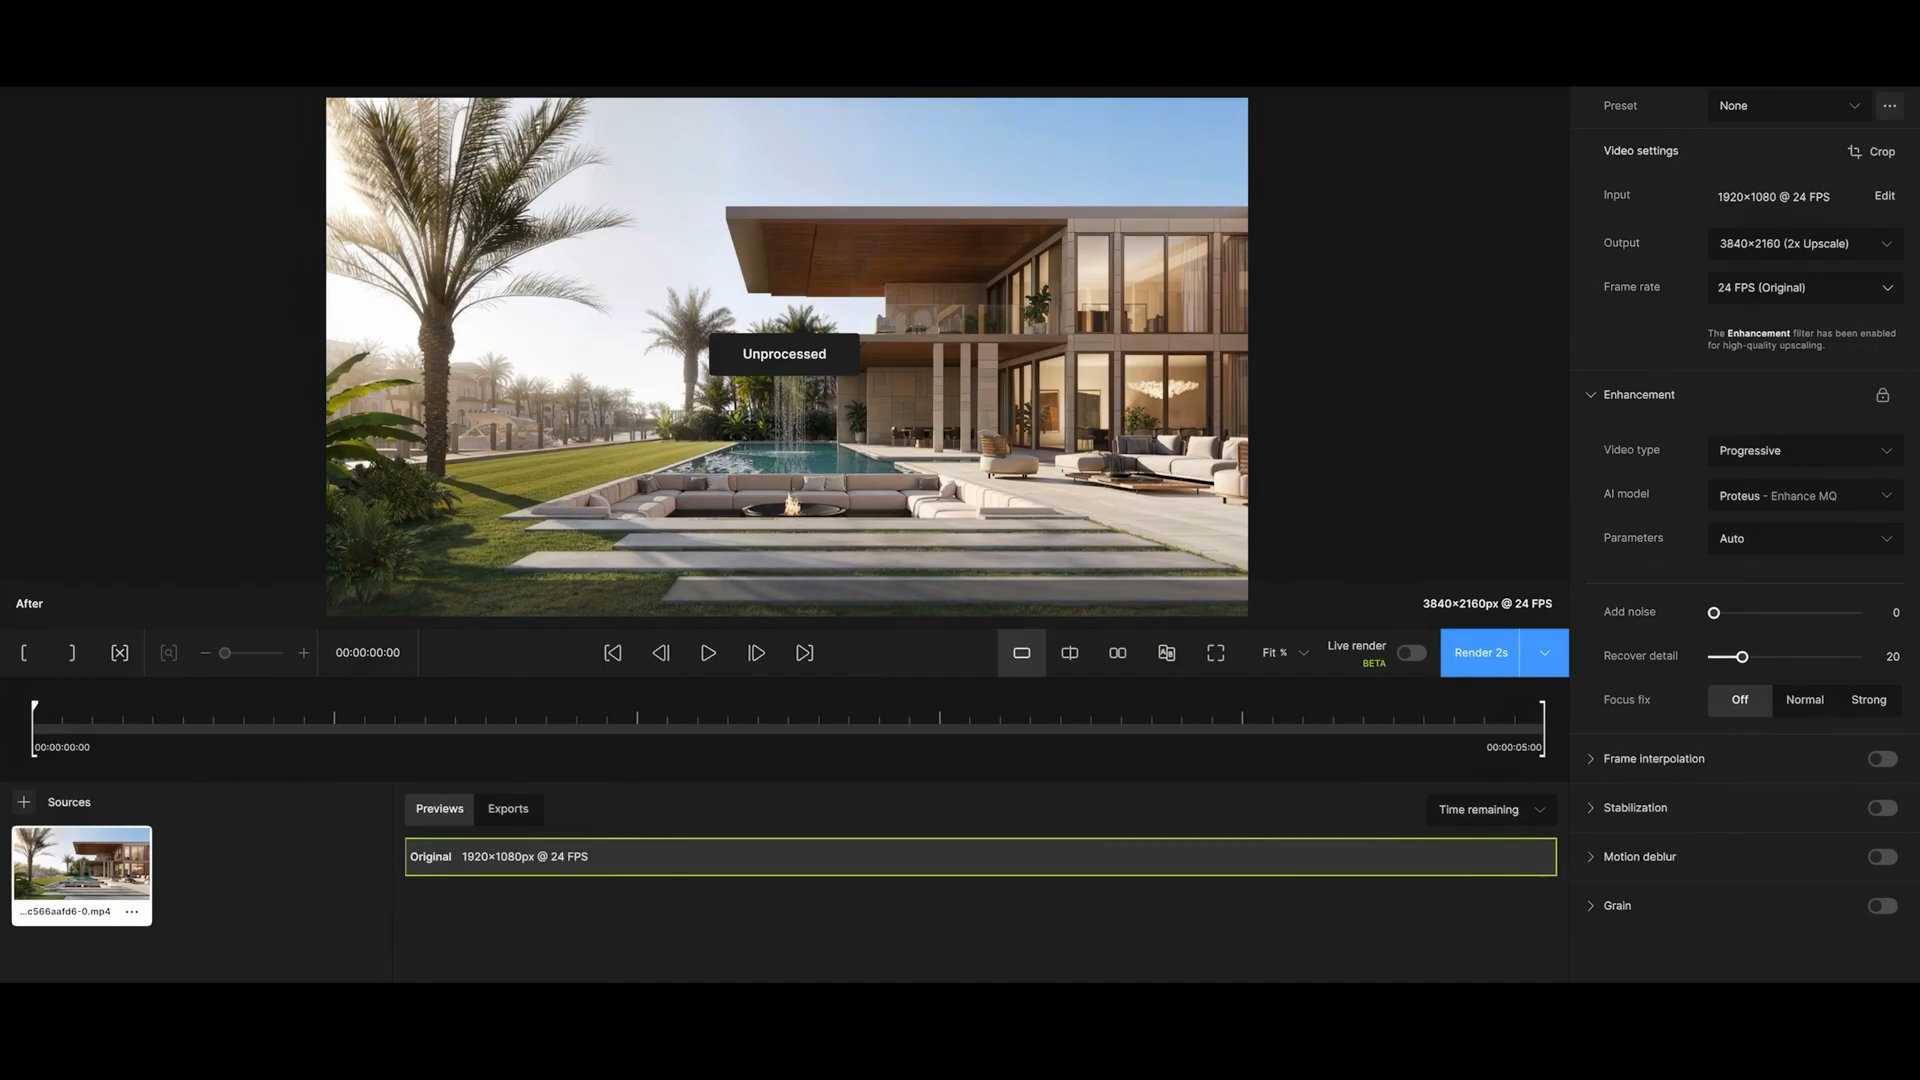 Preset
None
Video settings
Crop
Input
1920×1080 @ 24 FPS
Edit
Output
3840×2160 (2x Upscale)
Frame rate
24 FPS (Original)
The Enhancement filter has been enabled
for high-quality upscaling.
Enhancement
Video type
Progressive
AI model
Proteus - Enhance MQ
Parameters
Auto
Add noise
0
Recover detail
20
Focus fix
Off
Normal
Strong
Frame interpolation
Stabilization
Motion deblur
Grain
Unprocessed
After
3840×2160px @ 24 FPS
00:00:00:00
Fit %
Live render
BETA
Render 2s
00:00:00:00
00:00:05:00
Sources
...c566aafd6-0.mp4
Previews
Exports
Time remaining
Original 1920×1080px @ 24 FPS